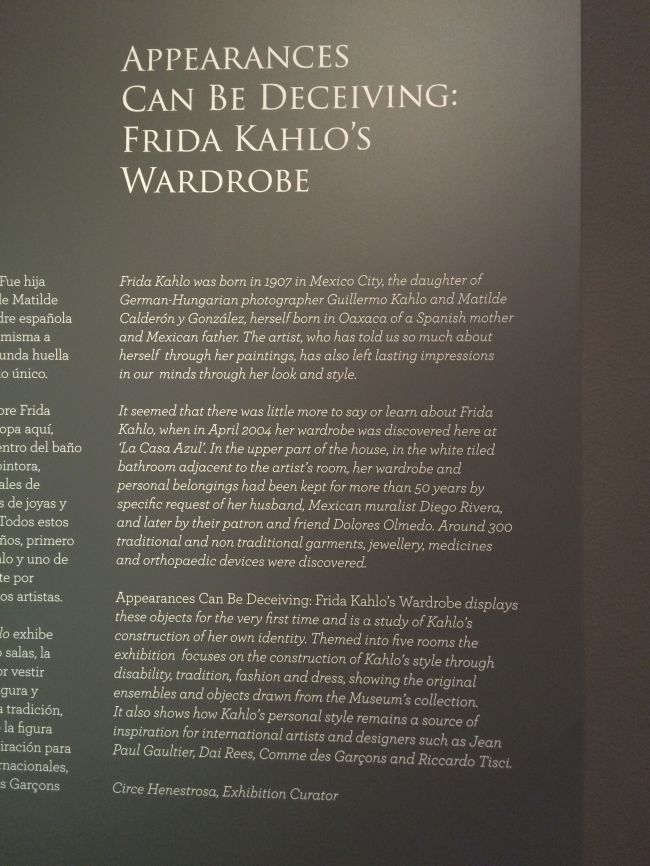 APPEARANCES
CAN BE DECEIVING:
FRIDA KAHLO'S
WARDROBE
Fue hija
de Matilde
dre española
misma a
unda huella
lo único.
ore Frida
opa aquí,
entro del baño
pintora,
ales de
s de joyas y
Todos estos
ños, primero
hlo y uno de
te por
os artistas.
lo exhibe
o salas, la
or vestir
igura y
a tradición,
e la figura
iración para
rnacionales,
es Garçons
Frida Kahlo was born in 1907 in Mexico City, the daughter of
German-Hungarian photographer Guillermo Kahlo and Matilde
Calderón y González, herself born in Oaxaca of a Spanish mother
and Mexican father. The artist, who has told us so much about
herself through her paintings, has also left lasting impressions
in our minds through her look and style.
It seemed that there was little more to say or learn about Frida
Kahlo, when in April 2004 her wardrobe was discovered here at
'La Casa Azul'. In the upper part of the house, in the white tiled
bathroom adjacent to the artist's room, her wardrobe and
personal belongings had been kept for more than 50 years by
specific request of her husband, Mexican muralist Diego Rivera,
and later by their patron and friend Dolores Olmedo. Around 300
traditional and non traditional garments, jewellery, medicines
and orthopaedic devices were discovered.
Appearances Can Be Deceiving: Frida Kahlo's Wardrobe displays
these objects for the very first time and is a study of Kahlo's
construction of her own identity. Themed into five rooms the
exhibition focuses on the construction of Kahlo's style through
disability, tradition, fashion and dress, showing the original
ensembles and objects drawn from the Museum's collection.
It also shows how Kahlo's personal style remains a source of
inspiration for international artists and designers such as Jean
Paul Gaultier, Dai Rees, Comme des Garçons and Riccardo Tisci.
Circe Henestrosa, Exhibition Curator